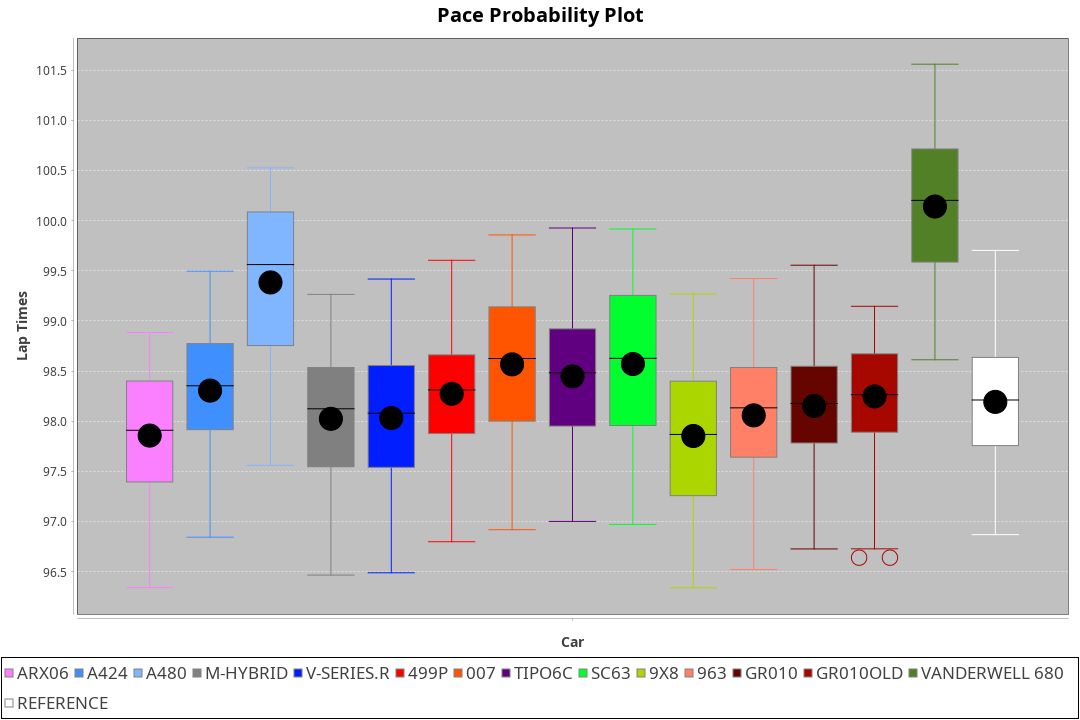 Pace Probability Plot
101.5
101.0
100.5
100.0
99.5
99.0
98.5
98.0
97.5
97.0
96.5
Lap Times
Car
ARX06 A424 A480 M-HYBRID V-SERIES.R 499P 007 TIPO6C SC63 9X8 963 GR010 GR010OLD VANDERWELL 680
REFERENCE